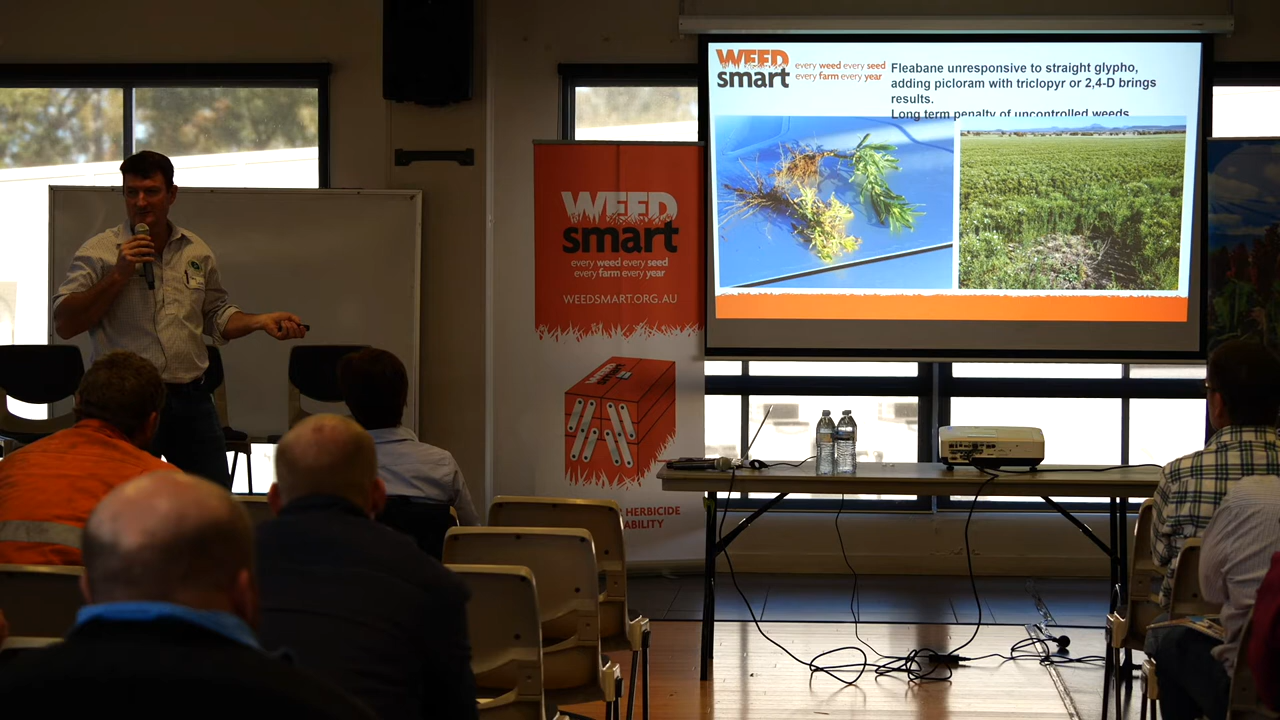 WEED
smart
every weed every seed
every farm every year
Fleabane unresponsive to straight glypho,
adding picloram with triclopyr or 2,4-D brings
results.
Long term penalty of uncontrolled weeds
WEED
smart
every weed every seed
every farm every year
WEEDSMART.ORG.AU
WEED
HERBICIDE
ABILITY